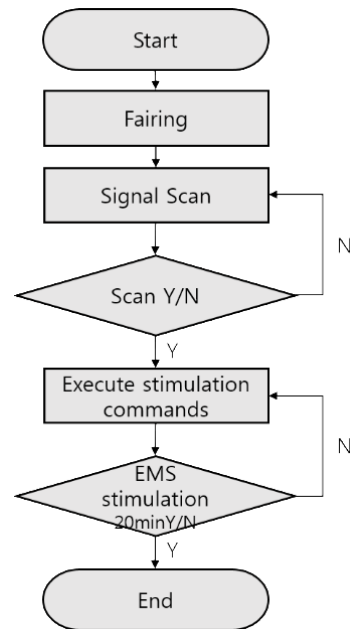 Start
Fairing
Signal Scan
N
Scan Y/N
Y
Execute stimulation
commands
N
EMS
stimulation
20minY/N
Y
End